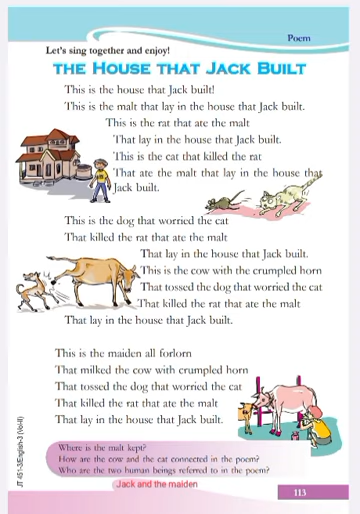 Poem
Let's sing together and enjoy!
THE HOUSE THAT JACK BUILT
This is the house that Jack built!
This is the malt that lay in the house that Jack built.
This is the rat that ate the malt
That lay in the house that Jack built.
This is the cat that killed the rat
That ate the malt that lay in the house that
Jack built.
This is the dog that worried the cat
That killed the rat that ate the malt
That lay in the house that Jack built.
This is the cow with the crumpled horn
That tossed the dog that worried the cat
That killed the rat that ate the malt
That lay in the house that Jack built.
This is the maiden all forlorn
That milked the cow with crumpled horn
That tossed the dog that worried the cat
That killed the rat that ate the malt
That lay in the house that Jack built.
Where is the malt kept?
How are the cow and the cat connected in the poem?
Who are the two human beings referred to in the poem?
Jack and the maiden
JT 451-3/English-3 (Vol-II)
113